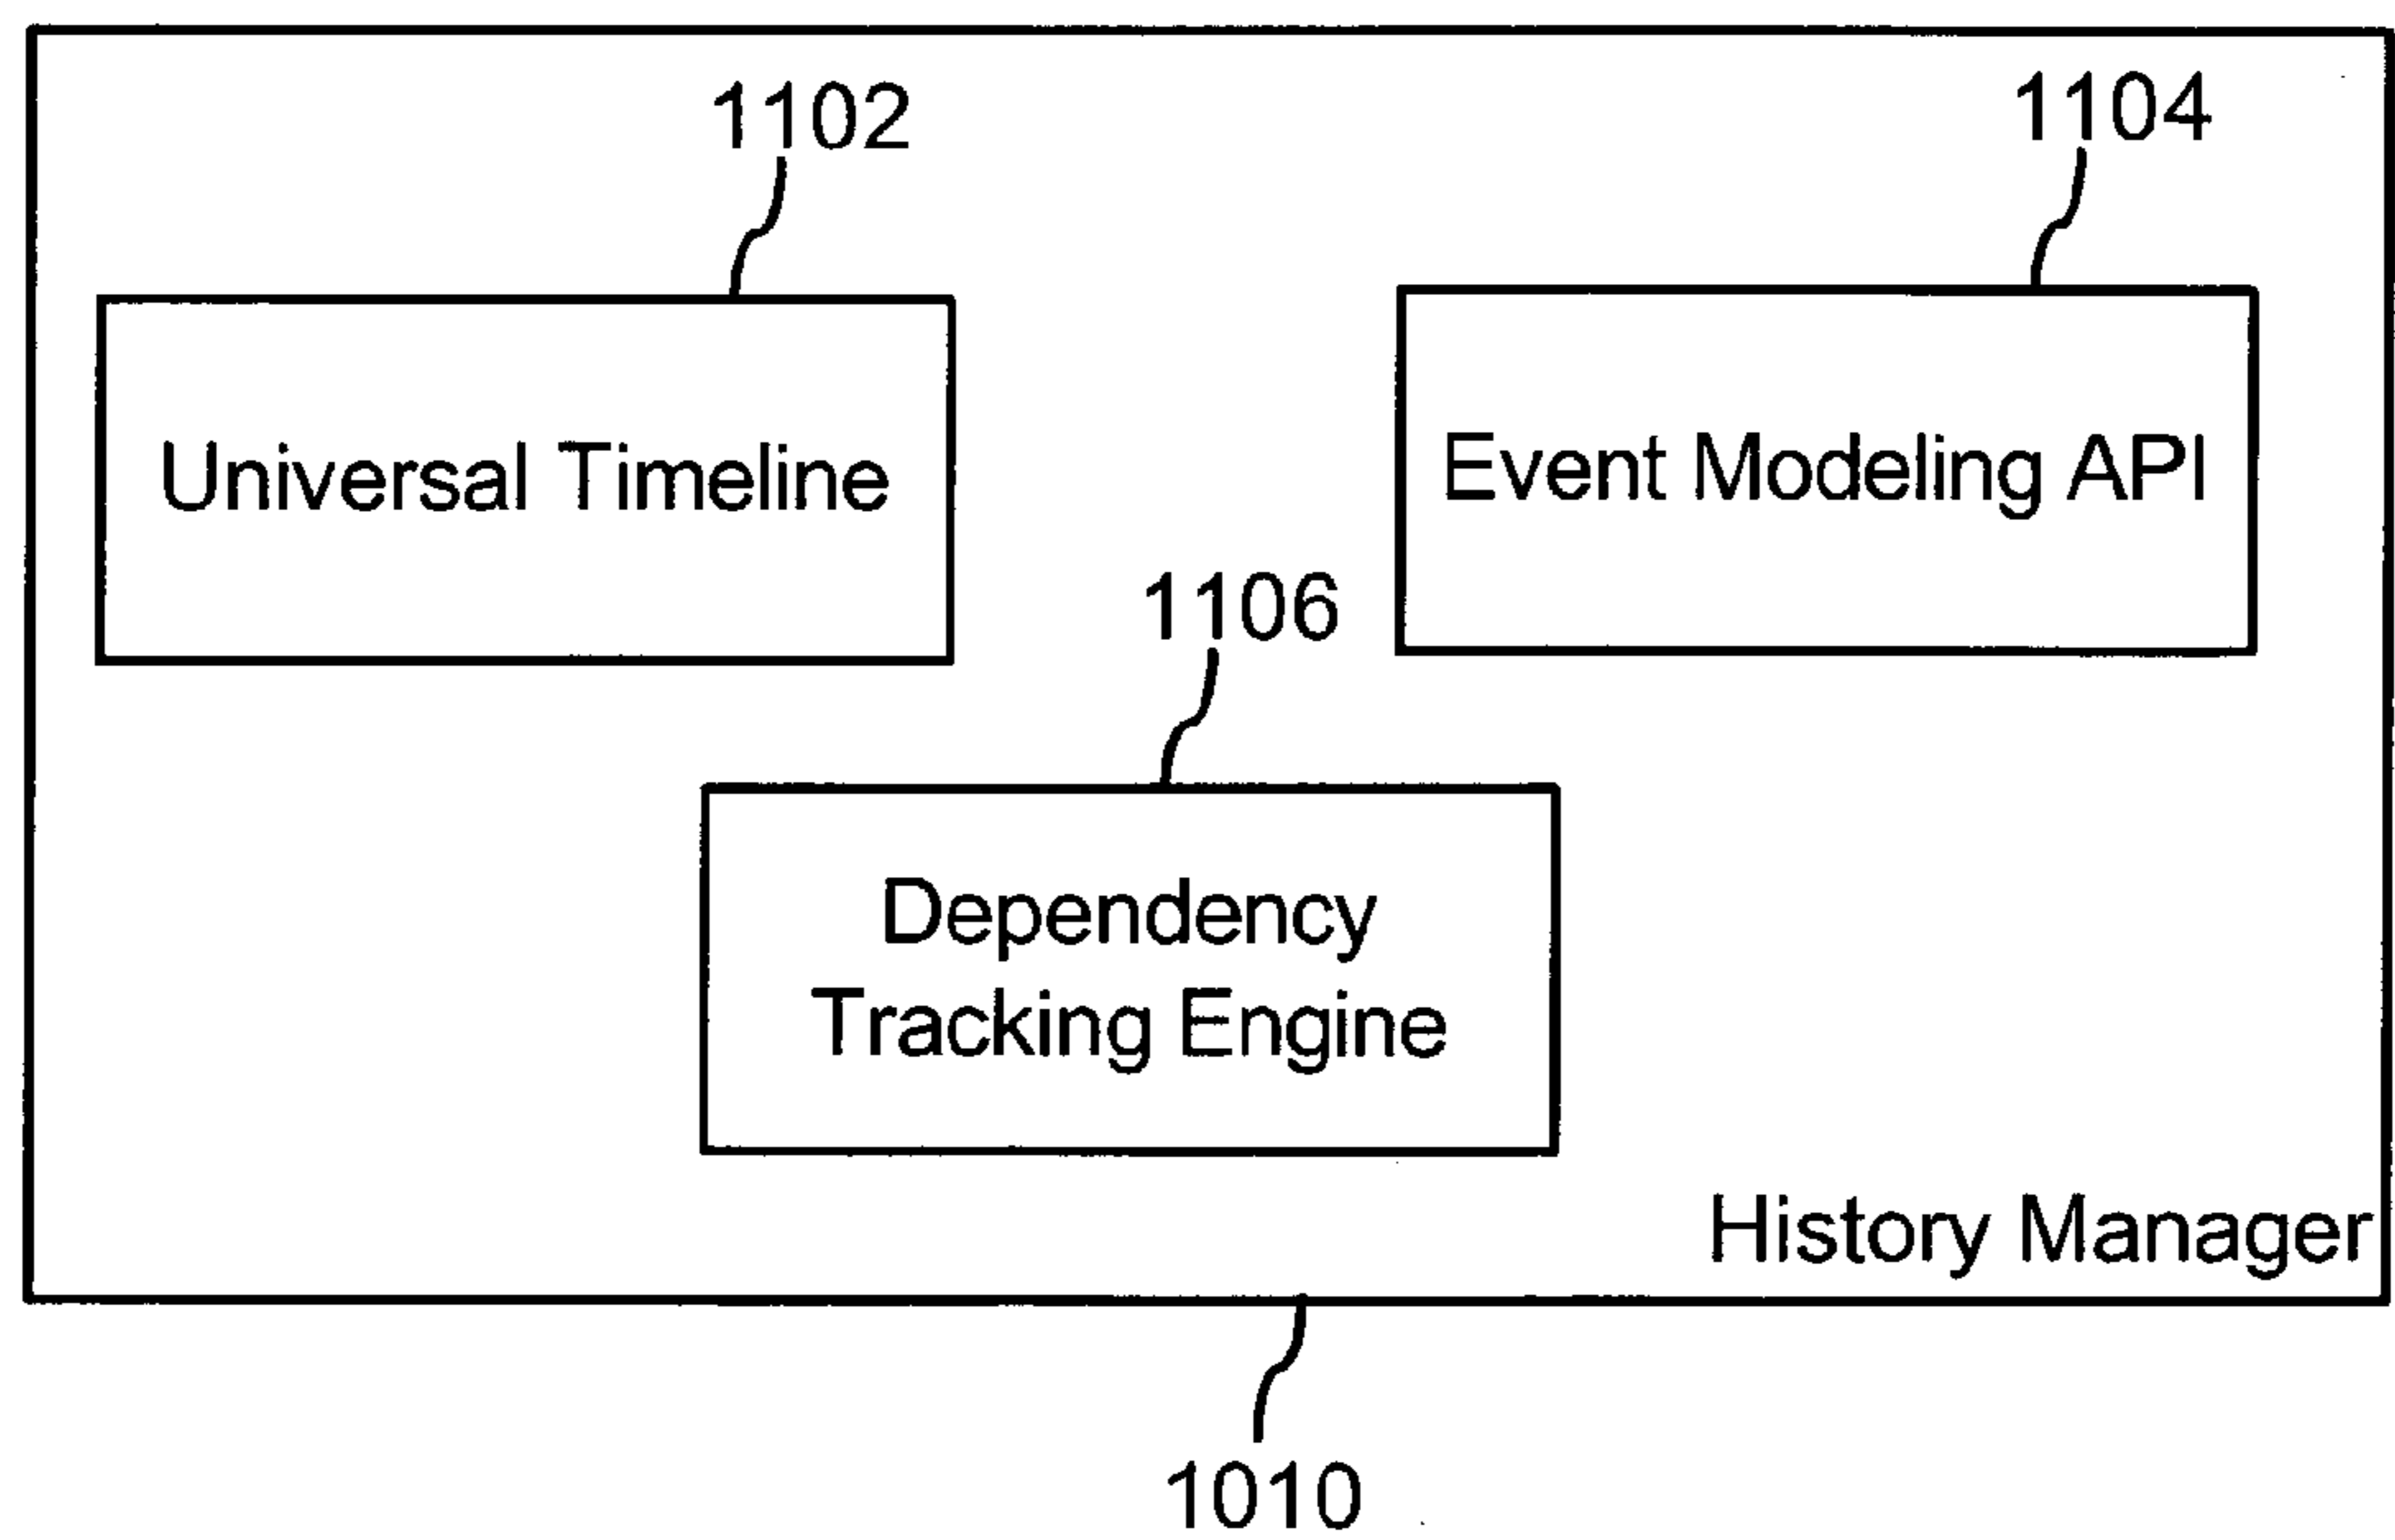 1102
1104
Universal Timeline
Event Modeling API
1106
Dependency
Tracking Engine
History Manager
1010